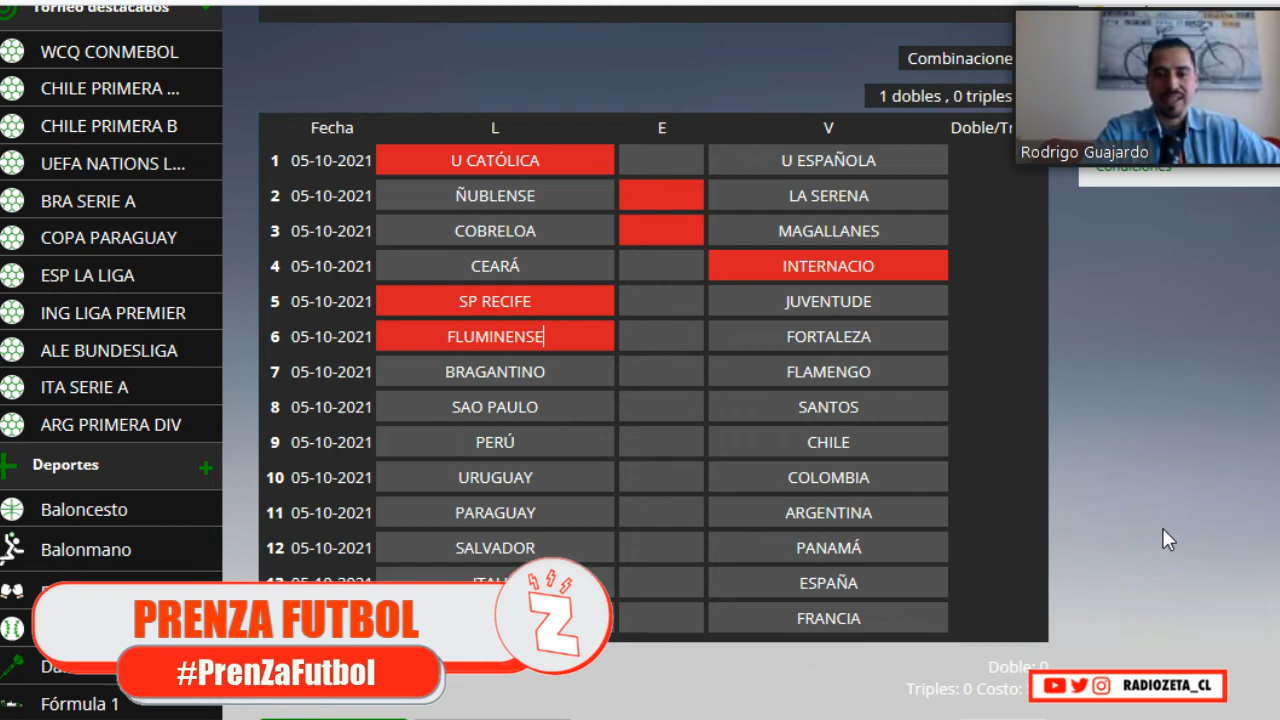 Torneo destacados
WCQ CONMEBOL
CHILE PRIMERA ...
CHILE PRIMERA B
UEFA NATIONS L...
BRA SERIE A
COPA PARAGUAY
ESP LA LIGA
ING LIGA PREMIER
ALE BUNDESLIGA
ITA SERIE A
ARG PRIMERA DIV
Deportes
Baloncesto
Balonmano
Fórmula 1
Combinacione
1 dobles , 0 triples
Fecha L E V Doble/Tr
1 05-10-2021 U CATÓLICA U ESPAÑOLA
2 05-10-2021 ÑUBLENSE LA SERENA
3 05-10-2021 COBRELOA MAGALLANES
4 05-10-2021 CEARÁ INTERNACIO
5 05-10-2021 SP RECIFE JUVENTUDE
6 05-10-2021 FLUMINENSE FORTALEZA
7 05-10-2021 BRAGANTINO FLAMENGO
8 05-10-2021 SAO PAULO SANTOS
9 05-10-2021 PERÚ CHILE
10 05-10-2021 URUGUAY COLOMBIA
11 05-10-2021 PARAGUAY ARGENTINA
12 05-10-2021 SALVADOR PANAMÁ
ESPAÑA
FRANCIA
Doble: 0
Triples: 0 Costo:
Rodrigo Guajardo
Condiciones
PRENZA FUTBOL
#PrenZaFutbol
Z
RADIOZETA_CL